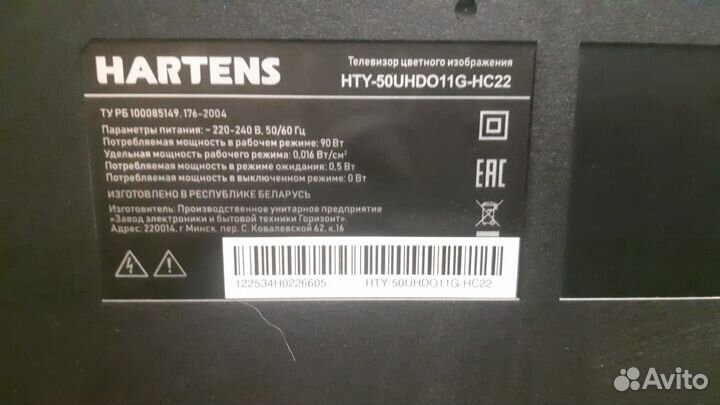 HARTENS
Телевизор цветного изображения
HTY-50UHDO11G-HC22
ТУ РБ 100085149.176-2004
Параметры питания: ~ 220-240 В, 50/60 Гц
Потребляемая мощность в рабочем режиме: 90 Вт
Удельная мощность рабочего режима: 0,016 Вт/см²
Потребляемая мощность в режиме ожидания: 0,5 Вт
Потребляемая мощность в выключенном режиме: 0 Вт
ИЗГОТОВЛЕНО В РЕСПУБЛИКЕ БЕЛАРУСЬ
Изготовитель: Производственное унитарное предприятие
«Завод электроники и бытовой техники Горизонт».
Адрес: 220014, г Минск, пер. С. Ковалевской 62, к.16
EAC
122534H0226605
HTY-50UHDO11G-HC22
Avito